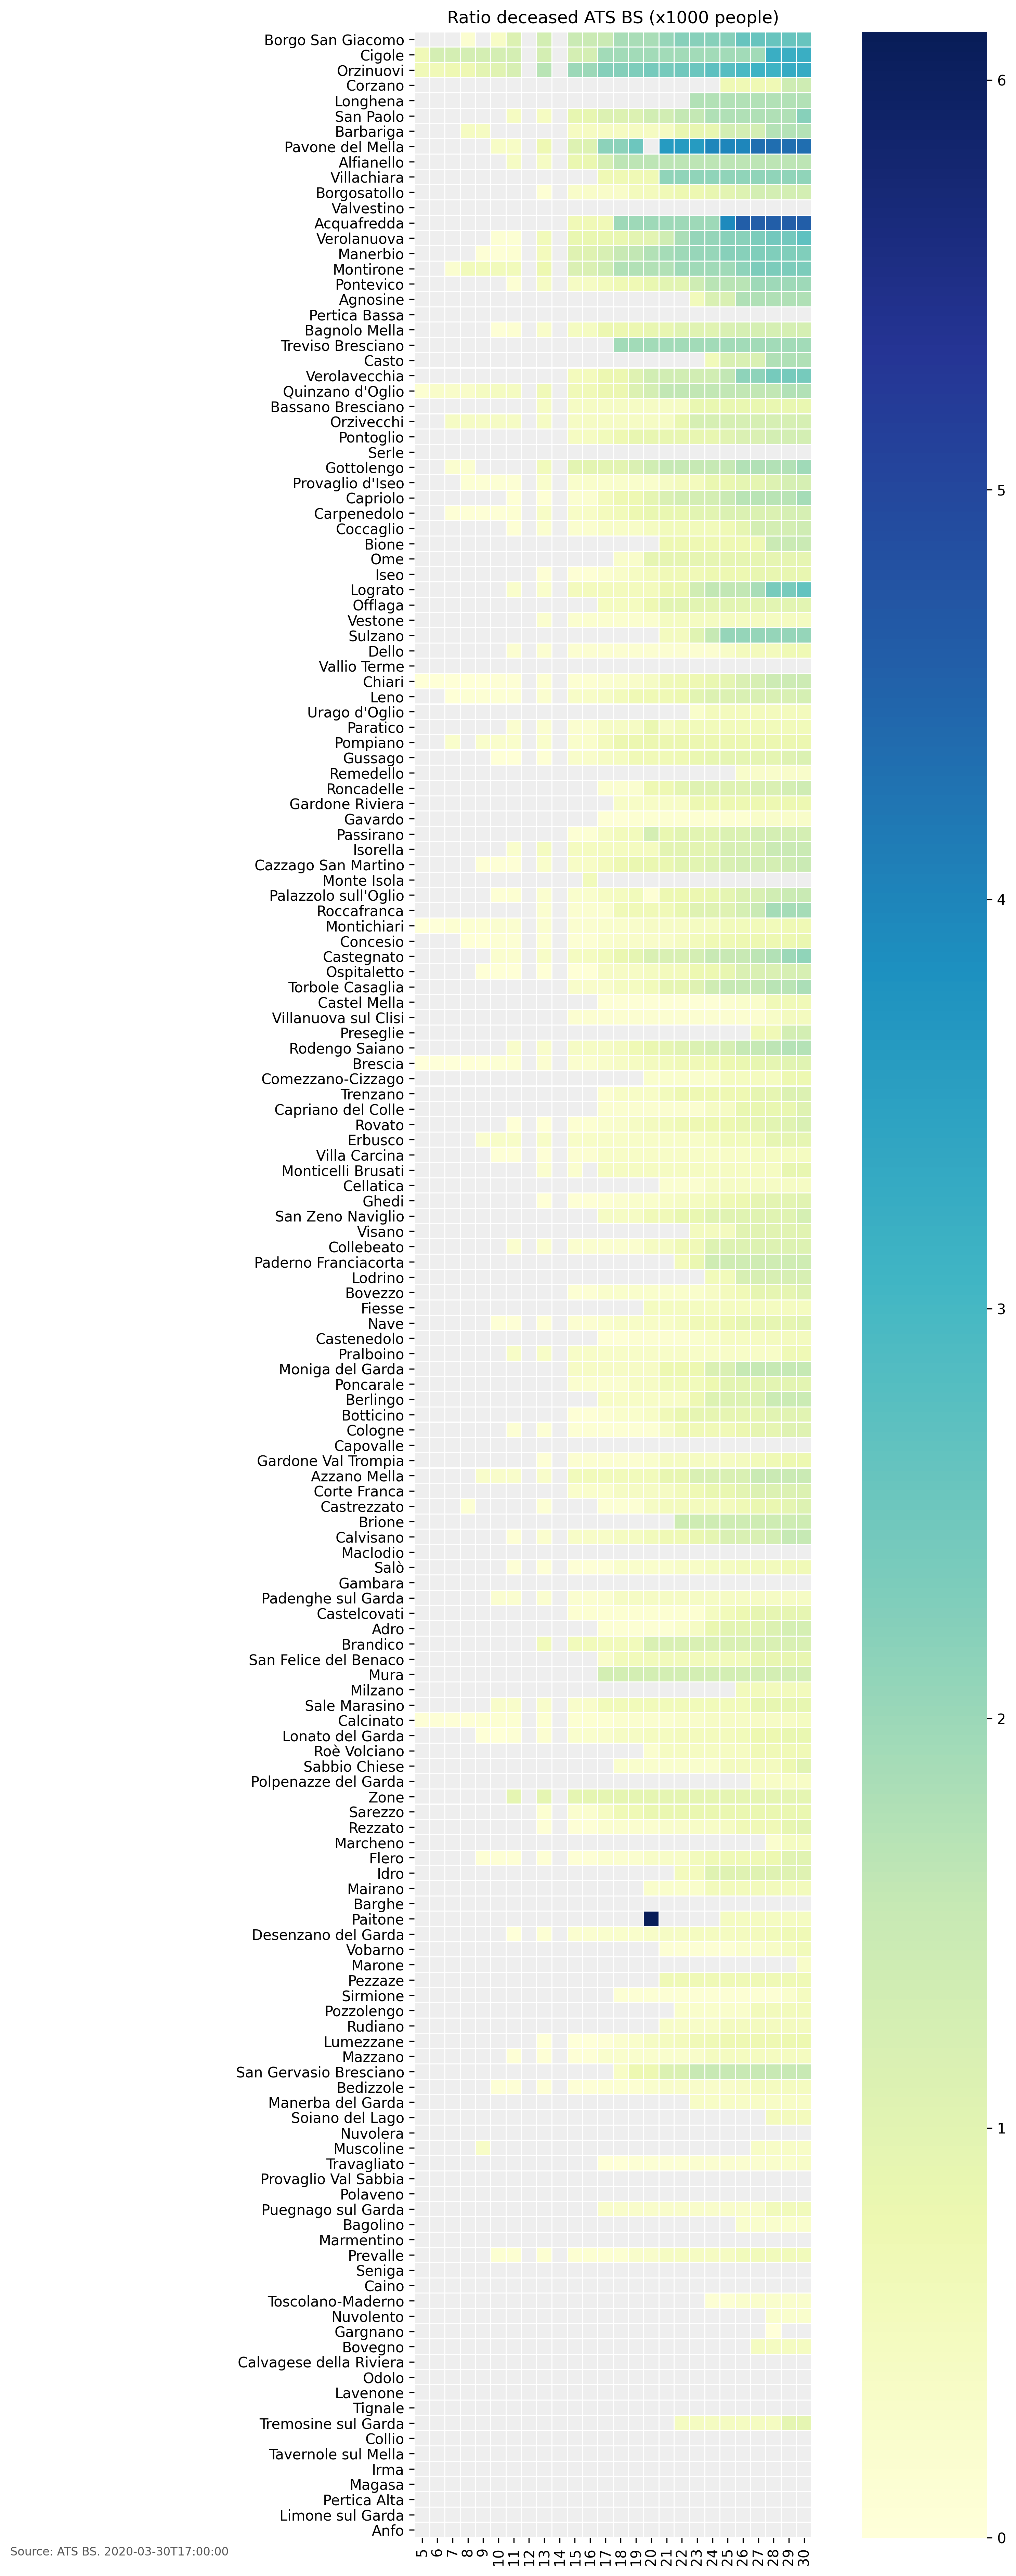 Ratio deceased ATS BS (x1000 people)
Borgo San Giacomo
Cigole
Orzinuovi
Corzano
Longhena
San Paolo
Barbariga
Pavone del Mella
Alfianello
Villachiara
Borgosatollo
Valvestino
Acquafredda
Verolanuova
Manerbio
Montirone
Pontevico
Agnosine
Pertica Bassa
Bagnolo Mella
Treviso Bresciano
Casto
Verolavecchia
Quinzano d'Oglio
Bassano Bresciano
Orzivecchi
Pontoglio
Serle
Gottolengo
Provaglio d'Iseo
Capriolo
Carpenedolo
Coccaglio
Bione
Ome
Iseo
Lograto
Offlaga
Vestone
Sulzano
Dello
Vallio Terme
Chiari
Leno
Urago d'Oglio
Paratico
Pompiano
Gussago
Remedello
Roncadelle
Gardone Riviera
Gavardo
Passirano
Isorella
Cazzago San Martino
Monte Isola
Palazzolo sull'Oglio
Roccafranca
Montichiari
Concesio
Castegnato
Ospitaletto
Torbole Casaglia
Castel Mella
Villanuova sul Clisi
Preseglie
Rodengo Saiano
Brescia
Comezzano-Cizzago
Trenzano
Capriano del Colle
Rovato
Erbusco
Villa Carcina
Monticelli Brusati
Cellatica
Ghedi
San Zeno Naviglio
Visano
Collebeato
Paderno Franciacorta
Lodrino
Bovezzo
Fiesse
Nave
Castenedolo
Pralboino
Moniga del Garda
Poncarale
Berlingo
Botticino
Cologne
Capovalle
Gardone Val Trompia
Azzano Mella
Corte Franca
Castrezzato
Brione
Calvisano
Maclodio
Salò
Gambara
Padenghe sul Garda
Castelcovati
Adro
Brandico
San Felice del Benaco
Mura
Milzano
Sale Marasino
Calcinato
Lonato del Garda
Roè Volciano
Sabbio Chiese
Polpenazze del Garda
Zone
Sarezzo
Rezzato
Marcheno
Flero
Idro
Mairano
Barghe
Paitone
Desenzano del Garda
Vobarno
Marone
Pezzaze
Sirmione
Pozzolengo
Rudiano
Lumezzane
Mazzano
San Gervasio Bresciano
Bedizzole
Manerba del Garda
Soiano del Lago
Nuvolera
Muscoline
Travagliato
Provaglio Val Sabbia
Polaveno
Puegnago sul Garda
Bagolino
Marmentino
Prevalle
Seniga
Caino
Toscolano-Maderno
Nuvolento
Gargnano
Bovegno
Calvagese della Riviera
Odolo
Lavenone
Tignale
Tremosine sul Garda
Collio
Tavernole sul Mella
Irma
Magasa
Pertica Alta
Limone sul Garda
Anfo
5 6 7 8 9 10 11 12 13 14 15 16 17 18 19 20 21 22 23 24 25 26 27 28 29 30
6
5
4
3
2
1
0
Source: ATS BS. 2020-03-30T17:00:00